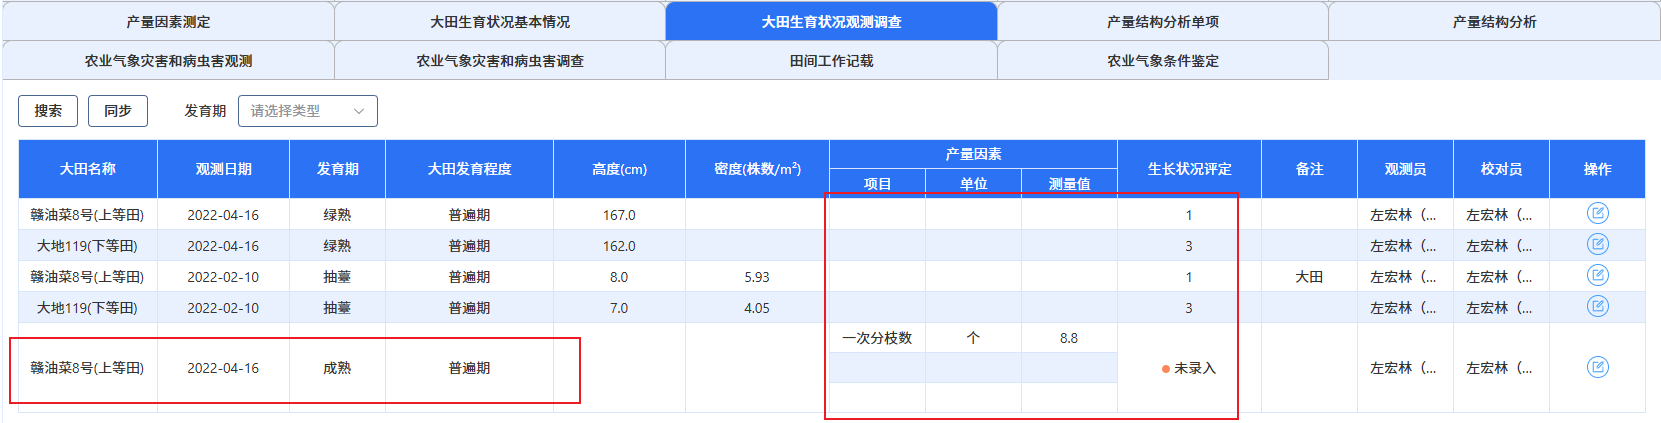 产量因素测定 大田生育状况基本情况 大田生育状况观测调查 产量结构分析单项 产量结构分析
农业气象灾害和病虫害观测 农业气象灾害和病虫害调查 田间工作记载 农业气象条件鉴定
搜索 同步 发育期 请选择类型
大田名称 观测日期 发育期 大田发育程度 高度(cm) 密度(株数/m²) 产量因素 生长状况评定 备注 观测员 校对员 操作
项目 单位 测量值
赣油菜8号(上等田) 2022-04-16 绿熟 普遍期 167.0 1 左宏林（... 左宏林（...
大地119(下等田) 2022-04-16 绿熟 普遍期 162.0 3 左宏林（... 左宏林（...
赣油菜8号(上等田) 2022-02-10 抽薹 普遍期 8.0 5.93 1 大田 左宏林（... 左宏林（...
大地119(下等田) 2022-02-10 抽薹 普遍期 7.0 4.05 3 左宏林（... 左宏林（...
一次分枝数 个 8.8
赣油菜8号(上等田) 2022-04-16 成熟 普遍期 未录入 左宏林（... 左宏林（...